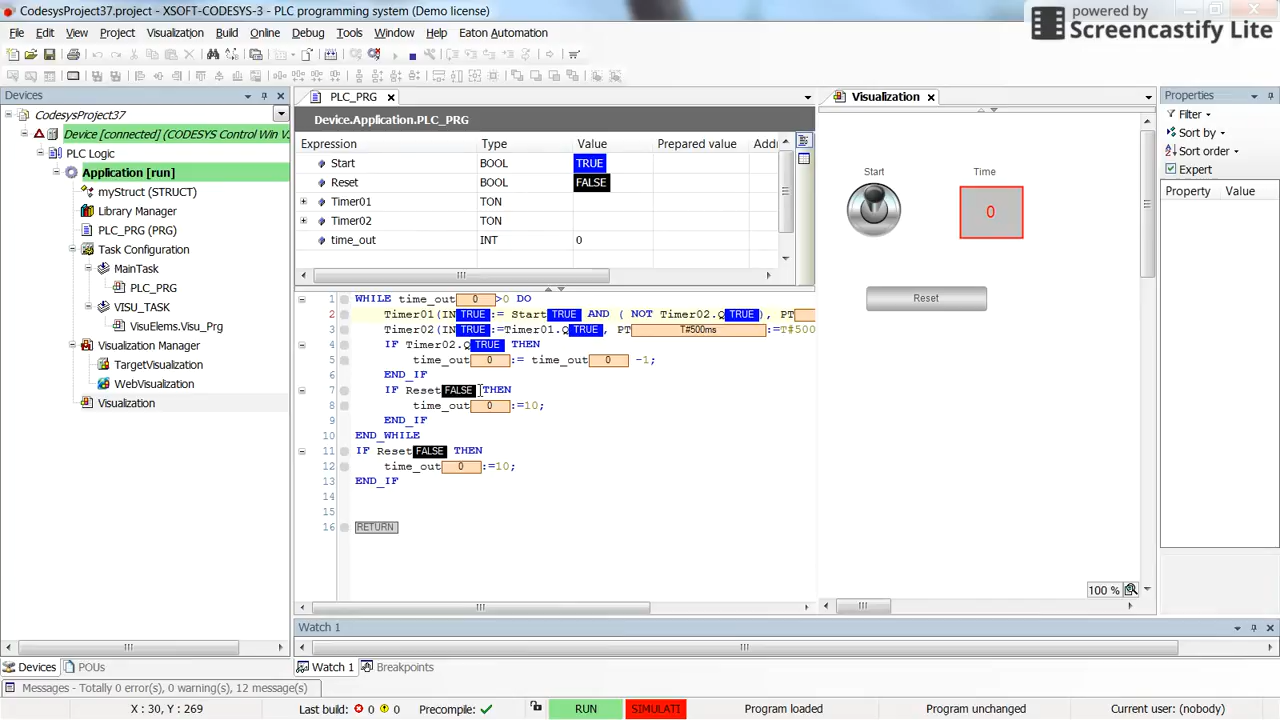 CodesysProject37.project - XSOFT-CODESYS-3 - PLC programming system (Demo license)
powered by
Screencastify Lite
File Edit View Project Visualization Build Online Debug Tools Window Help Eaton Automation
Devices
CodesysProject37
Device [connected] (CODESYS Control Win V.
PLC Logic
Application [run]
myStruct (STRUCT)
Library Manager
PLC_PRG (PRG)
Task Configuration
MainTask
PLC_PRG
VISU_TASK
VisuElems.Visu_Prg
Visualization Manager
TargetVisualization
WebVisualization
Visualization
Devices POUs
PLC_PRG
Device.Application.PLC_PRG
Expression Type Value Prepared value Addr
Start BOOL TRUE
Reset BOOL FALSE
Timer01 TON
Timer02 TON
time_out INT 0
1 WHILE time_out 0 >0 DO
2 Timer01(IN TRUE := Start TRUE AND ( NOT Timer02.Q TRUE ), PT
3 Timer02(IN TRUE :=Timer01.Q TRUE , PT T#500ms :=T#500
4 IF Timer02.Q TRUE THEN
5 time_out 0 := time_out 0 -1;
6 END_IF
7 IF Reset FALSE THEN
8 time_out 0 :=10;
9 END_IF
10 END_WHILE
11 IF Reset FALSE THEN
12 time_out 0 :=10;
13 END_IF
14
15
16 RETURN
Visualization
Start Time
0
Reset
100 %
Properties
Filter
Sort by
Sort order
Expert
Property Value
Watch 1
Watch 1 Breakpoints
Messages - Totally 0 error(s), 0 warning(s), 12 message(s)
X : 30, Y : 269 Last build: 0 0 Precompile: RUN SIMULATI Program loaded Program unchanged Current user: (nobody)